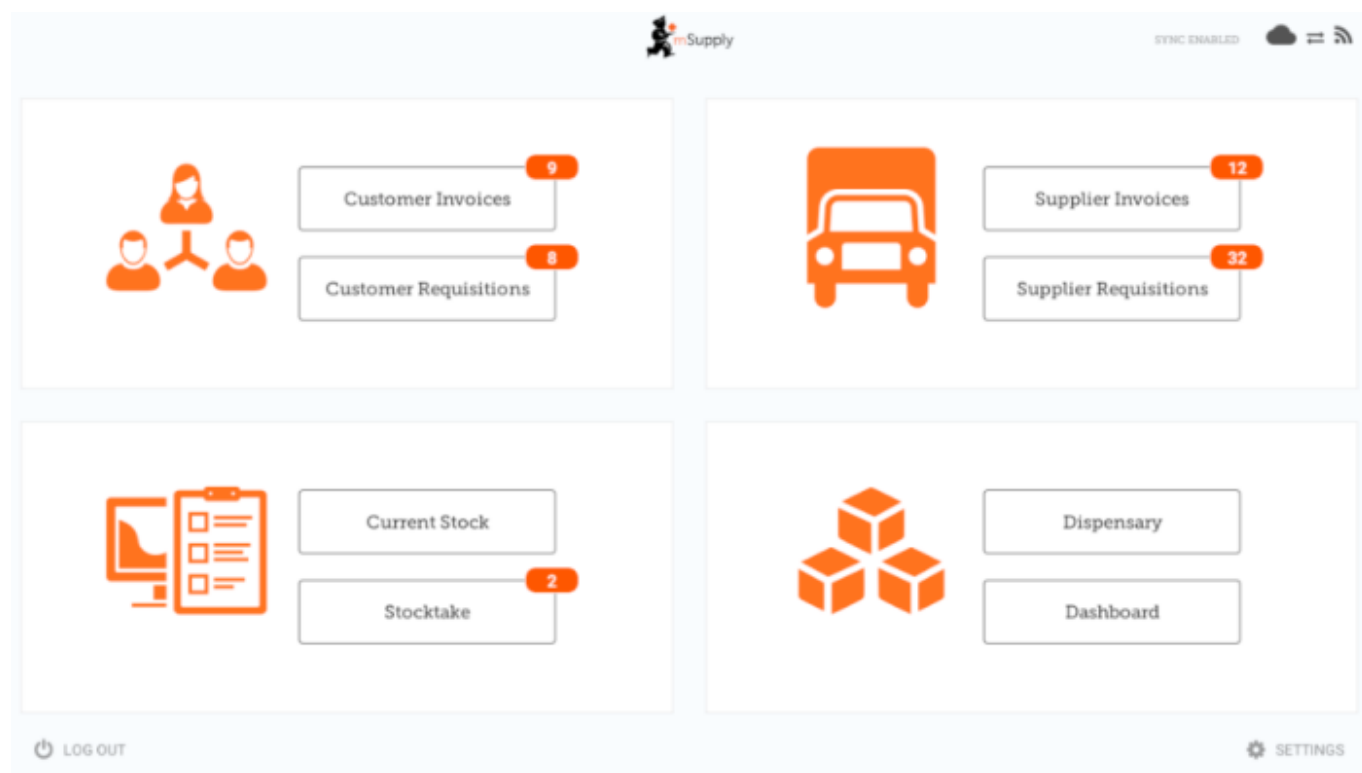 mSupply
SYNC ENABLED
9
Customer Invoices
8
Customer Requisitions
12
Supplier Invoices
32
Supplier Requisitions
Current Stock
2
Stocktake
Dispensary
Dashboard
LOG OUT
SETTINGS